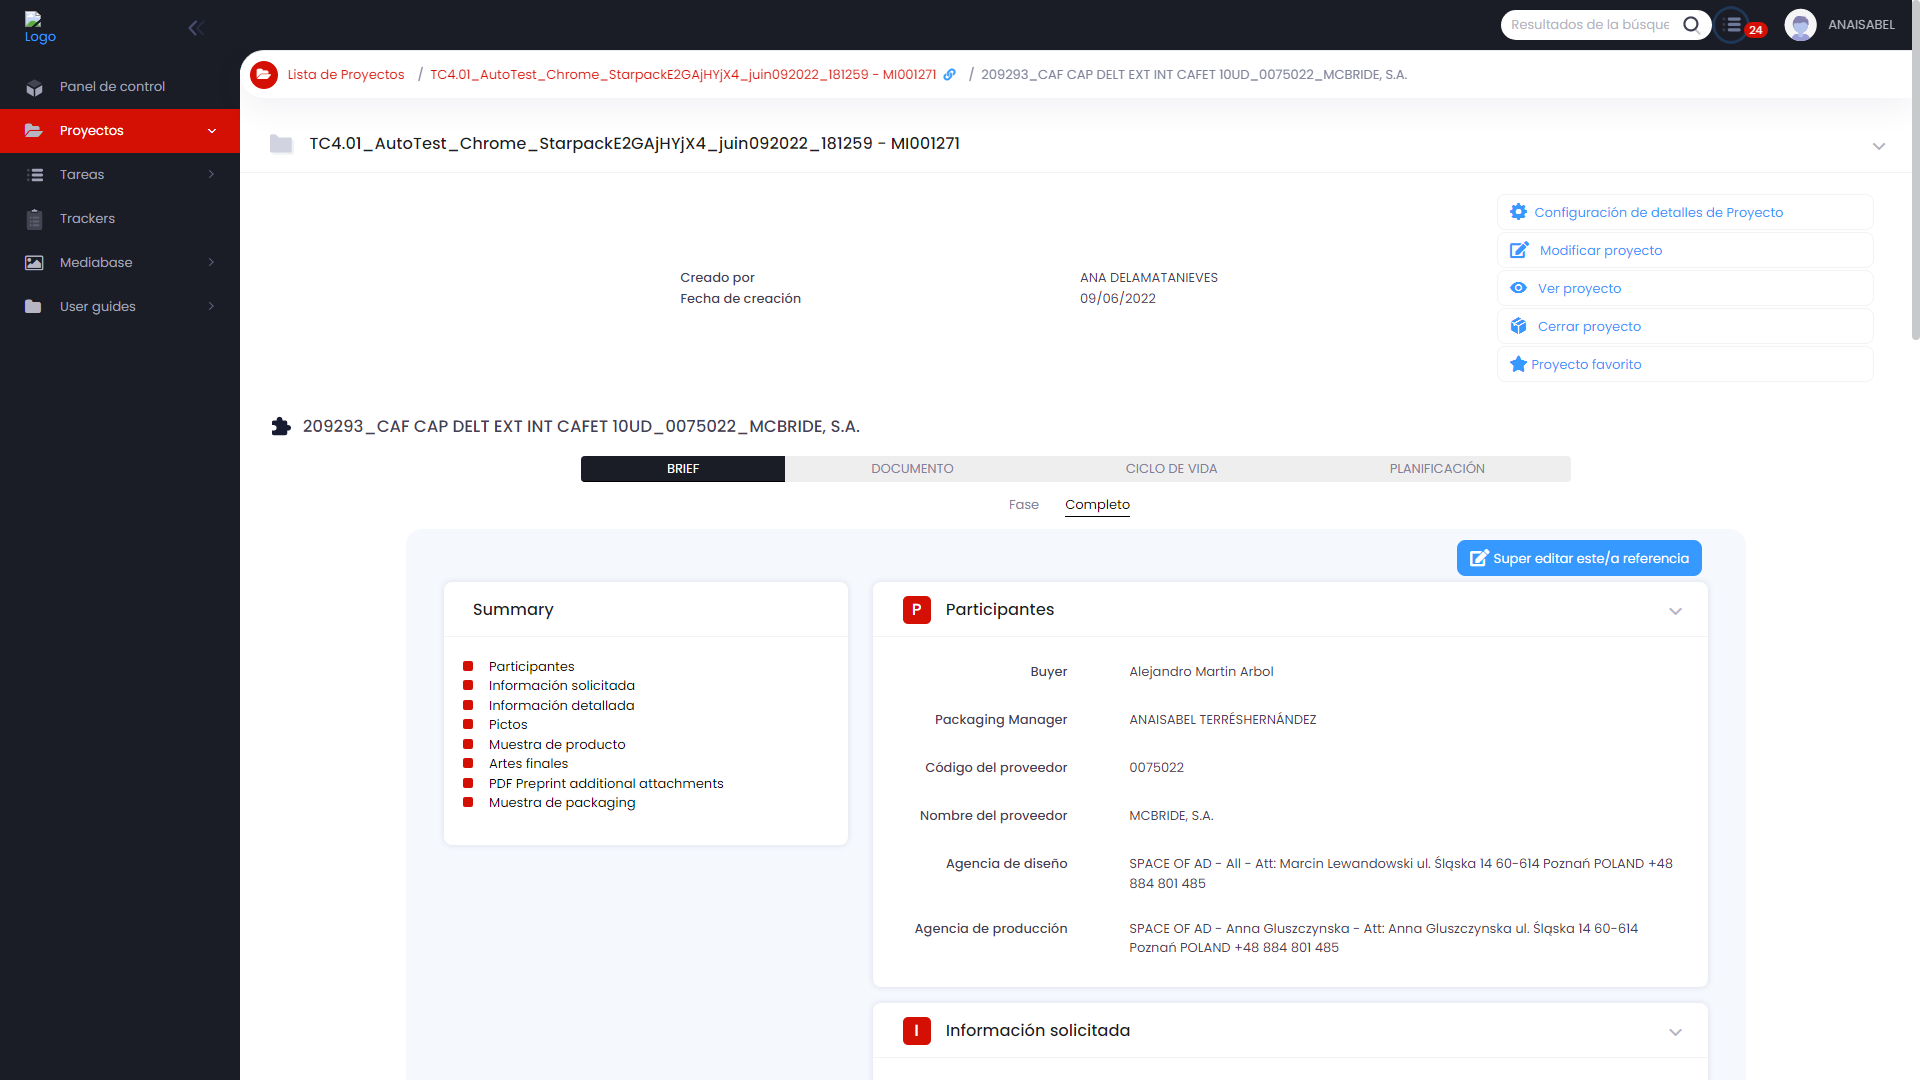 Logo
Resultados de la búsque
24
ANAISABEL
Panel de control
Proyectos
Tareas
Trackers
Mediabase
User guides
Lista de Proyectos / TC4.01_AutoTest_Chrome_StarpackE2GAjHYjX4_juin092022_181259 - MI001271 / 209293_CAF CAP DELT EXT INT CAFET 10UD_0075022_MCBRIDE, S.A.
TC4.01_AutoTest_Chrome_StarpackE2GAjHYjX4_juin092022_181259 - MI001271
Creado por ANA DELAMATANIEVES
Fecha de creación 09/06/2022
Configuración de detalles de Proyecto
Modificar proyecto
Ver proyecto
Cerrar proyecto
Proyecto favorito
209293_CAF CAP DELT EXT INT CAFET 10UD_0075022_MCBRIDE, S.A.
BRIEF DOCUMENTO CICLO DE VIDA PLANIFICACIÓN
Fase Completo
Super editar este/a referencia
Summary
Participantes
Información solicitada
Información detallada
Pictos
Muestra de producto
Artes finales
PDF Preprint additional attachments
Muestra de packaging
P Participantes
Buyer Alejandro Martin Arbol
Packaging Manager ANAISABEL TERRÉSHERNÁNDEZ
Código del proveedor 0075022
Nombre del proveedor MCBRIDE, S.A.
Agencia de diseño SPACE OF AD - All - Att: Marcin Lewandowski ul. Śląska 14 60-614 Poznań POLAND +48
884 801 485
Agencia de producción SPACE OF AD - Anna Gluszczynska - Att: Anna Gluszczynska ul. Śląska 14 60-614
Poznań POLAND +48 884 801 485
I Información solicitada